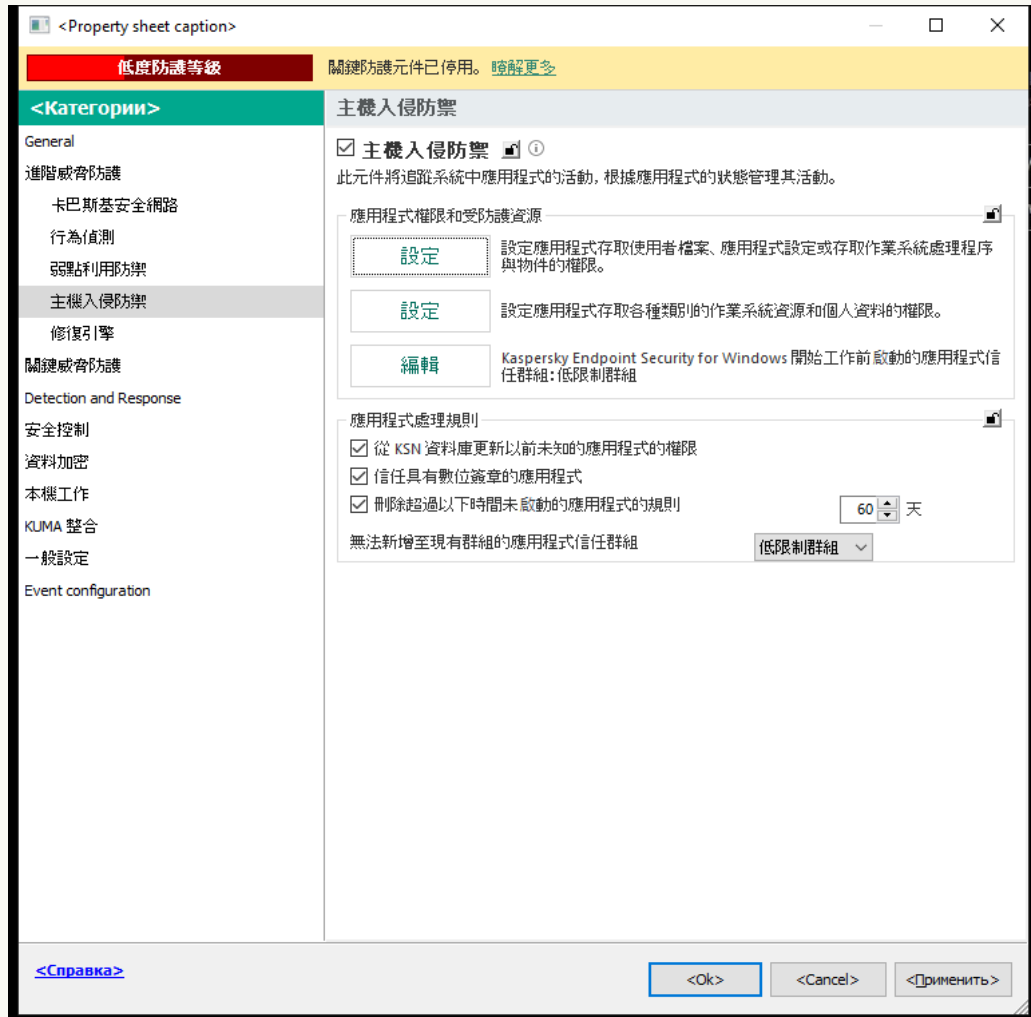 <Property sheet caption>
低度防護等級
關鍵防護元件已停用。 瞭解更多
<Категории>
General
進階威脅防護
卡巴斯基安全網路
行為偵測
弱點利用防禦
主機入侵防禦
修復引擎
關鍵威脅防護
Detection and Response
安全控制
資料加密
本機工作
KUMA 整合
一般設定
Event configuration
主機入侵防禦
主機入侵防禦
此元件將追蹤系統中應用程式的活動, 根據應用程式的狀態管理其活動。
應用程式權限和受防護資源
設定
設定應用程式存取使用者檔案、應用程式設定或存取作業系統處理程序
與物件的權限。
設定
設定應用程式存取各種類別的作業系統資源和個人資料的權限。
編輯
Kaspersky Endpoint Security for Windows 開始工作前啟動的應用程式信
任群組: 低限制群組
應用程式處理規則
從 KSN 資料庫更新以前未知的應用程式的權限
信任具有數位簽章的應用程式
刪除超過以下時間未啟動的應用程式的規則
60 天
無法新增至現有群組的應用程式信任群組
低限制群組
<Справка>
<Ok>
<Cancel>
<Применить>